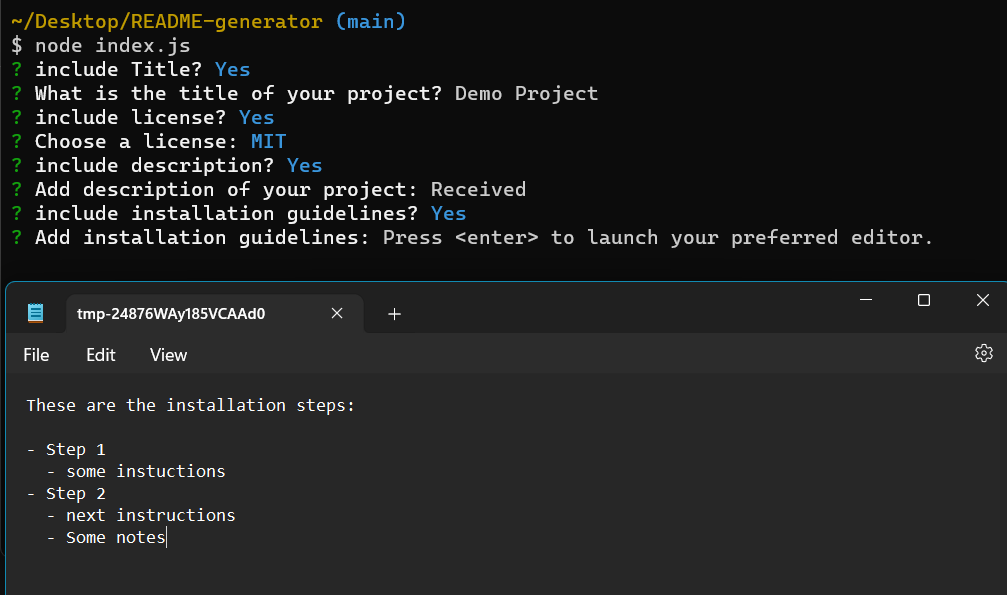 ~/Desktop/README-generator (main)
$ node index.js
? include Title? Yes
? What is the title of your project? Demo Project
? include license? Yes
? Choose a license: MIT
? include description? Yes
? Add description of your project: Received
? include installation guidelines? Yes
? Add installation guidelines: Press <enter> to launch your preferred editor.
tmp-24876WAy185VCAAd0
File Edit View
These are the installation steps:
- Step 1
- some instuctions
- Step 2
- next instructions
- Some notes